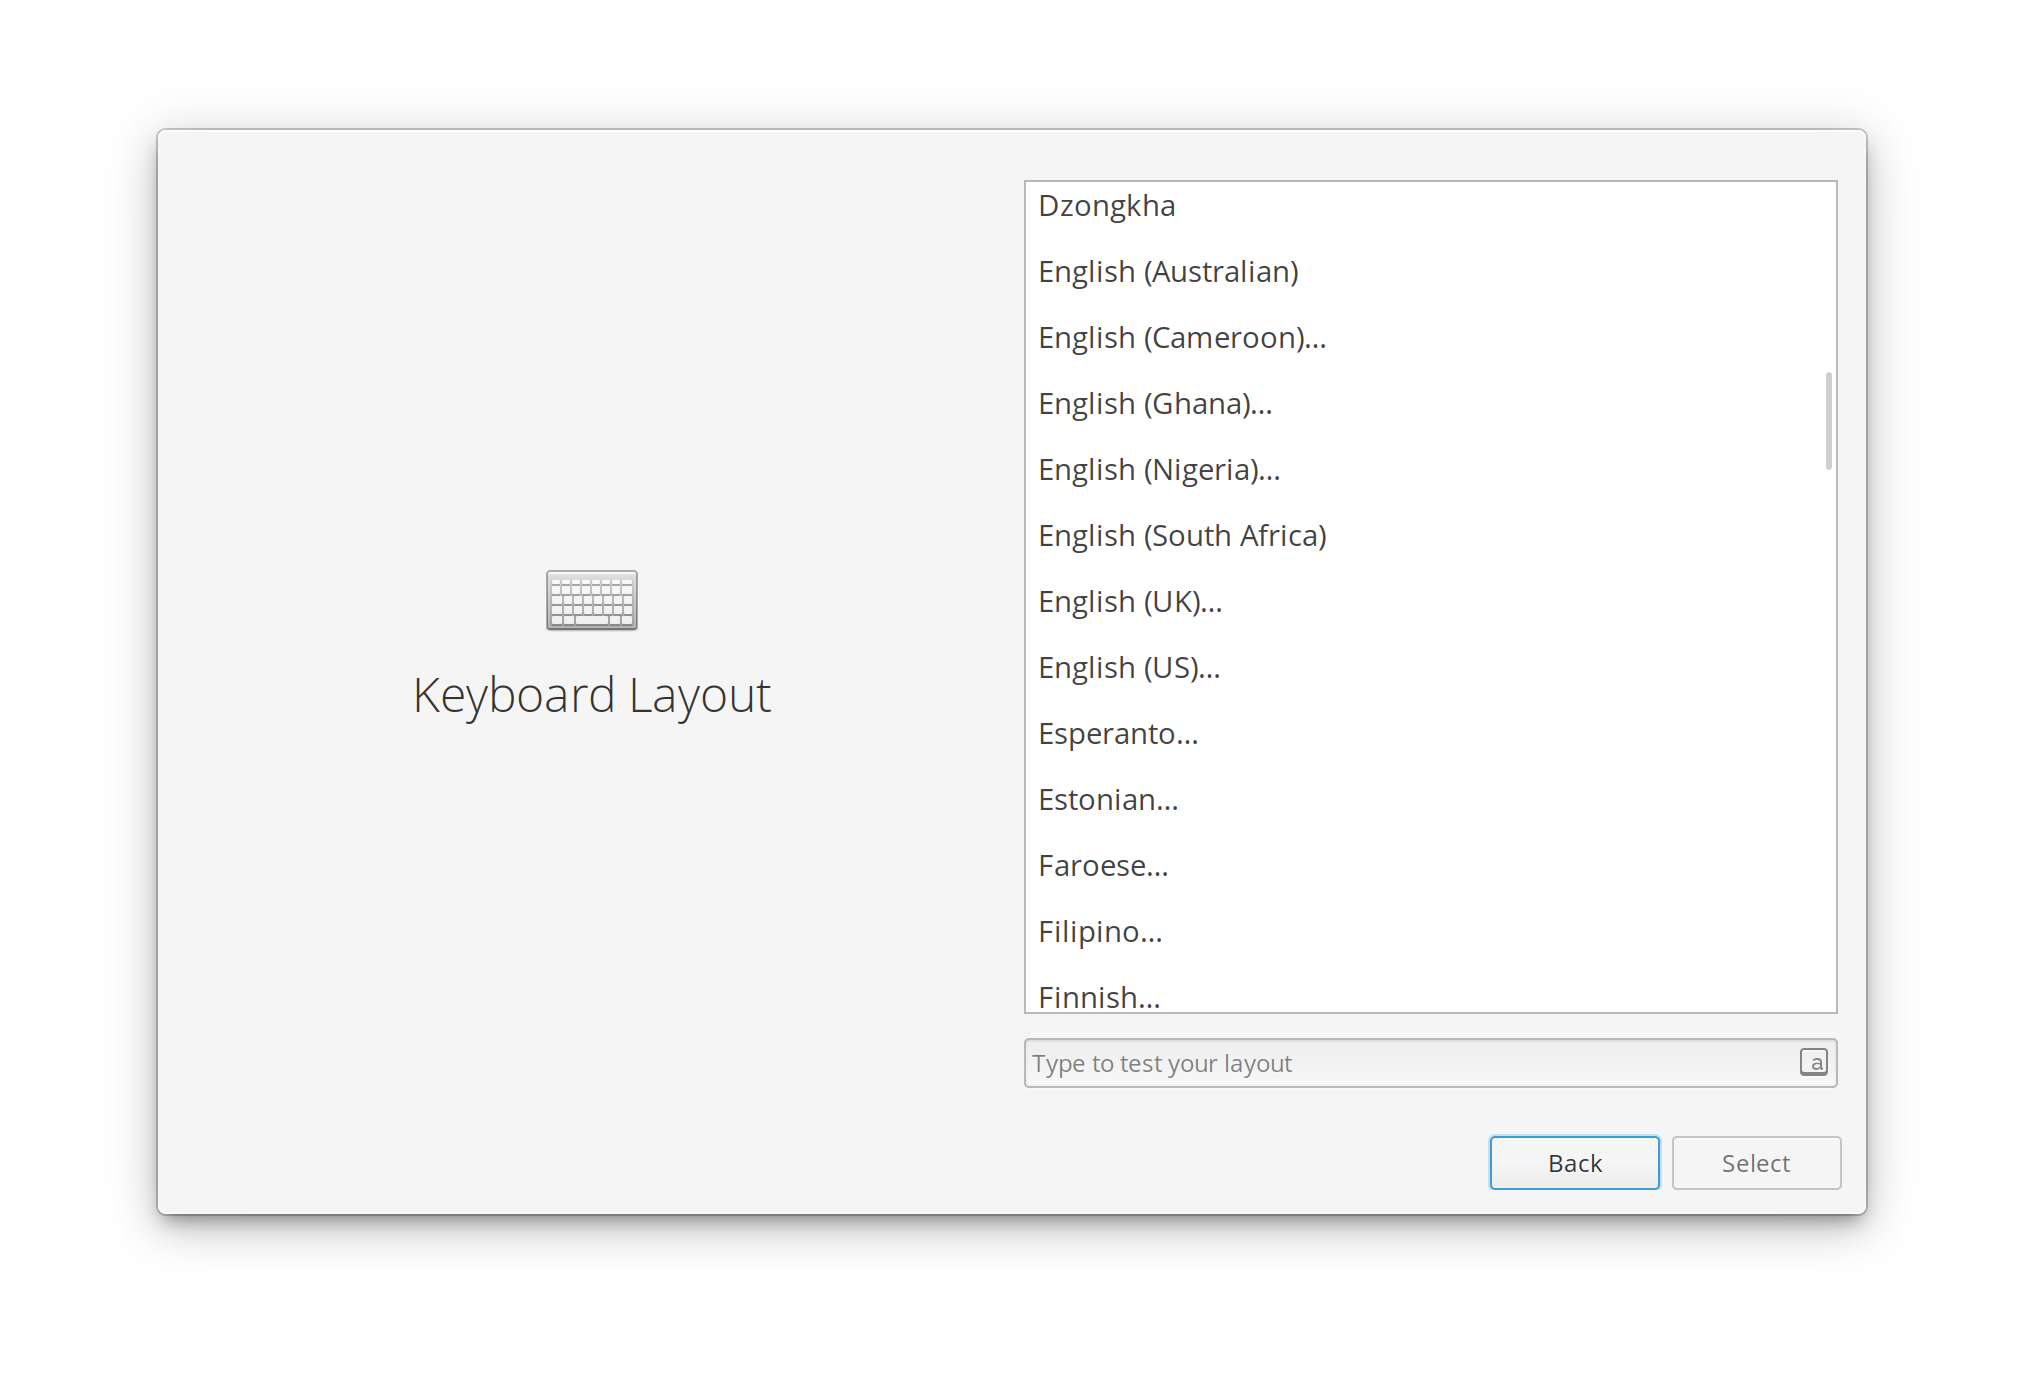 Keyboard Layout
Dzongkha
English (Australian)
English (Cameroon)...
English (Ghana)...
English (Nigeria)...
English (South Africa)
English (UK)...
English (US)...
Esperanto...
Estonian...
Faroese...
Filipino...
Finnish...
Type to test your layout
a
Back
Select